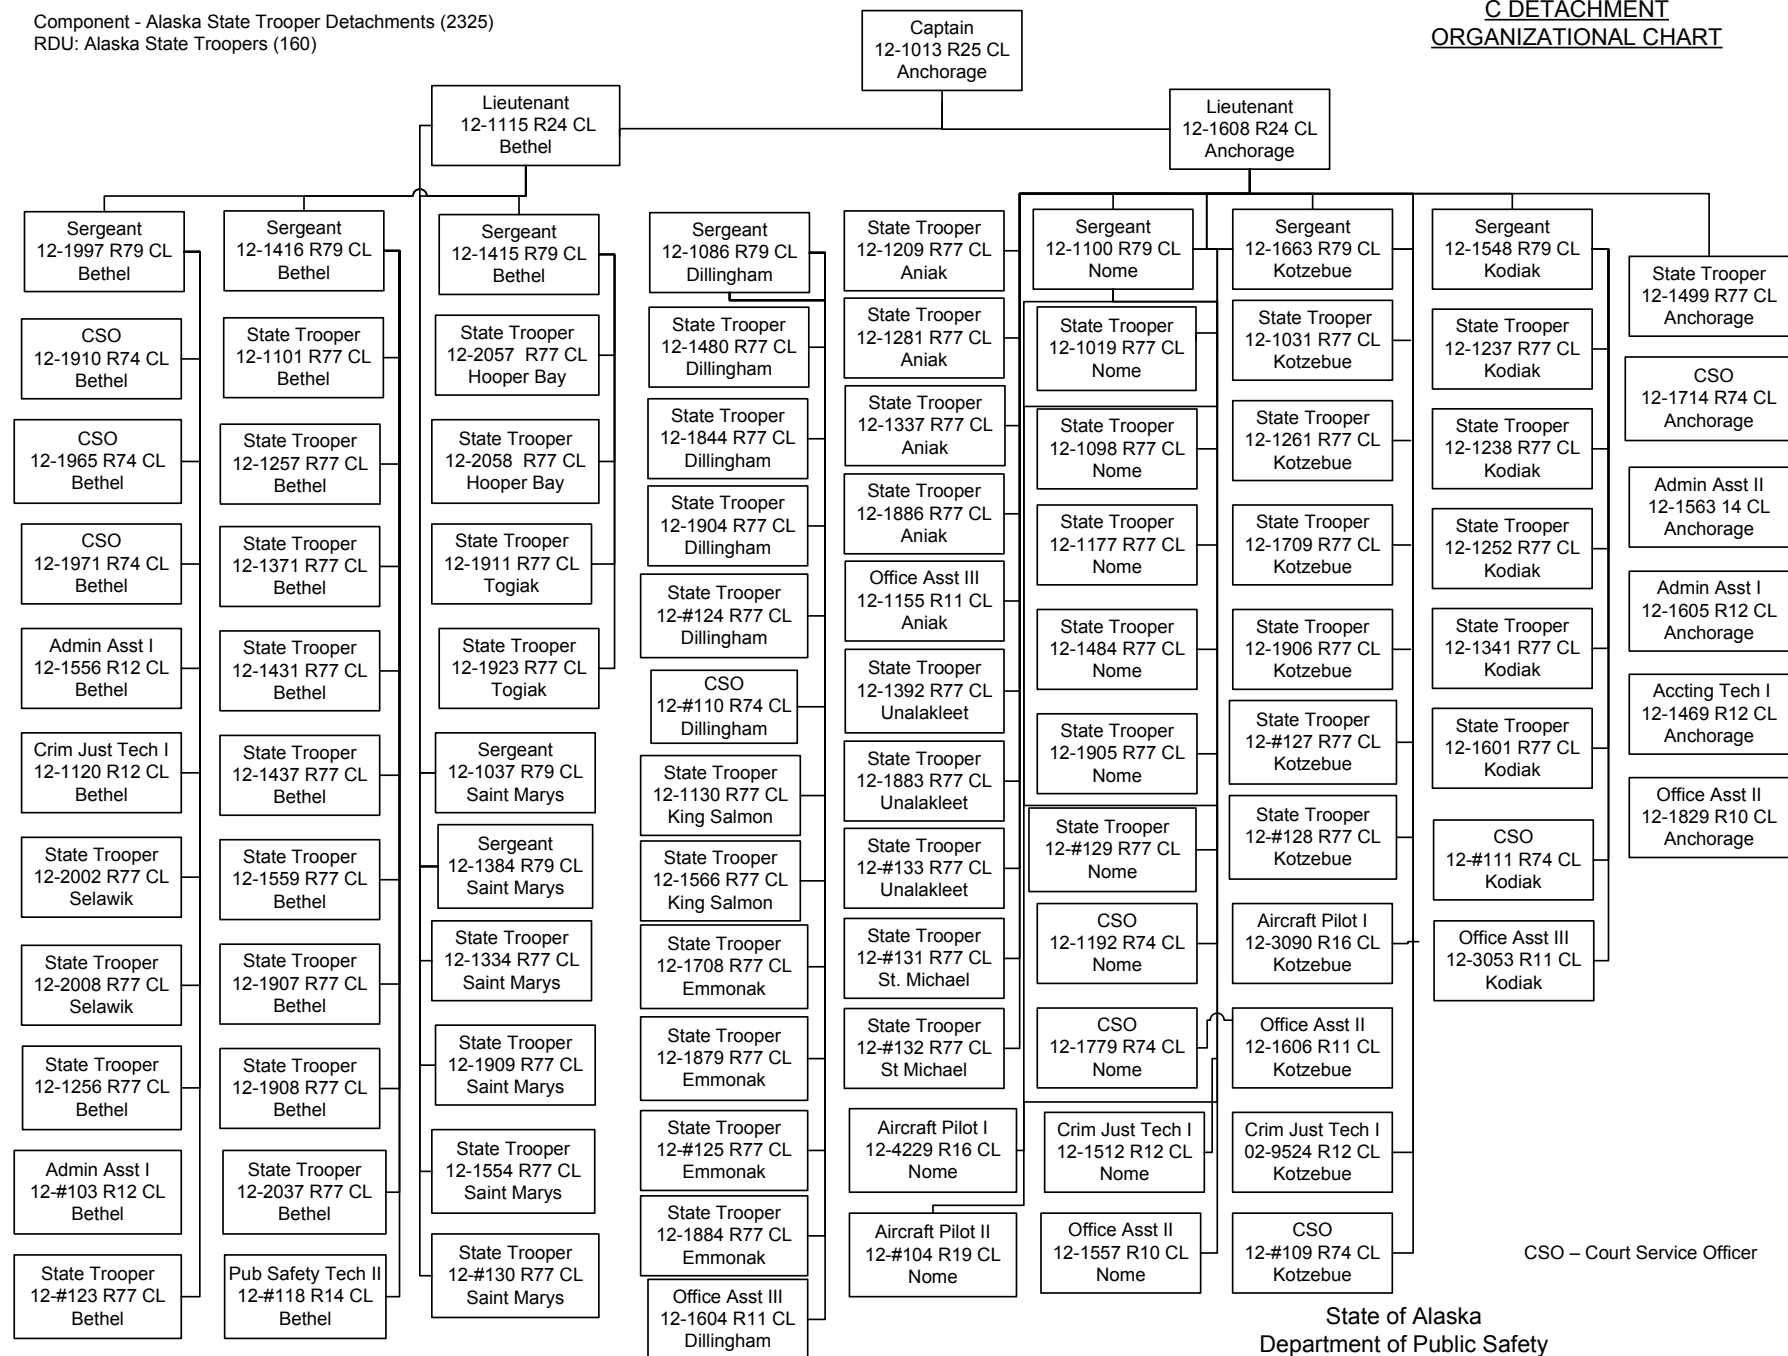 Component - Alaska State Trooper Detachments (2325)
RDU: Alaska State Troopers (160)
C DETACHMENT
ORGANIZATIONAL CHART
Captain
12-1013 R25 CL
Anchorage
Lieutenant
12-1115 R24 CL
Bethel
Lieutenant
12-1608 R24 CL
Anchorage
Sergeant
12-1997 R79 CL
Bethel
CSO
12-1910 R74 CL
Bethel
CSO
12-1965 R74 CL
Bethel
CSO
12-1971 R74 CL
Bethel
Admin Asst I
12-1556 R12 CL
Bethel
Crim Just Tech I
12-1120 R12 CL
Bethel
State Trooper
12-2002 R77 CL
Selawik
State Trooper
12-2008 R77 CL
Selawik
State Trooper
12-1256 R77 CL
Bethel
Admin Asst I
12-#103 R12 CL
Bethel
State Trooper
12-#123 R77 CL
Bethel
Sergeant
12-1416 R79 CL
Bethel
State Trooper
12-1101 R77 CL
Bethel
State Trooper
12-1257 R77 CL
Bethel
State Trooper
12-1371 R77 CL
Bethel
State Trooper
12-1431 R77 CL
Bethel
State Trooper
12-1437 R77 CL
Bethel
State Trooper
12-1559 R77 CL
Bethel
State Trooper
12-1907 R77 CL
Bethel
State Trooper
12-1908 R77 CL
Bethel
State Trooper
12-2037 R77 CL
Bethel
Pub Safety Tech II
12-#118 R14 CL
Bethel
Sergeant
12-1415 R79 CL
Bethel
State Trooper
12-2057 R77 CL
Hooper Bay
State Trooper
12-2058 R77 CL
Hooper Bay
State Trooper
12-1911 R77 CL
Togiak
State Trooper
12-1923 R77 CL
Togiak
Sergeant
12-1037 R79 CL
Saint Marys
Sergeant
12-1384 R79 CL
Saint Marys
State Trooper
12-1334 R77 CL
Saint Marys
State Trooper
12-1909 R77 CL
Saint Marys
State Trooper
12-1554 R77 CL
Saint Marys
State Trooper
12-#130 R77 CL
Saint Marys
Sergeant
12-1086 R79 CL
Dillingham
State Trooper
12-1480 R77 CL
Dillingham
State Trooper
12-1844 R77 CL
Dillingham
State Trooper
12-1904 R77 CL
Dillingham
State Trooper
12-#124 R77 CL
Dillingham
CSO
12-#110 R74 CL
Dillingham
State Trooper
12-1130 R77 CL
King Salmon
State Trooper
12-1566 R77 CL
King Salmon
State Trooper
12-1708 R77 CL
Emmonak
State Trooper
12-1879 R77 CL
Emmonak
State Trooper
12-#125 R77 CL
Emmonak
State Trooper
12-1884 R77 CL
Emmonak
Office Asst III
12-1604 R11 CL
Dillingham
State Trooper
12-1209 R77 CL
Aniak
State Trooper
12-1281 R77 CL
Aniak
State Trooper
12-1337 R77 CL
Aniak
State Trooper
12-1886 R77 CL
Aniak
Office Asst III
12-1155 R11 CL
Aniak
State Trooper
12-1392 R77 CL
Unalakleet
State Trooper
12-1883 R77 CL
Unalakleet
State Trooper
12-#133 R77 CL
Unalakleet
State Trooper
12-#131 R77 CL
St. Michael
State Trooper
12-#132 R77 CL
St Michael
Aircraft Pilot I
12-4229 R16 CL
Nome
Aircraft Pilot II
12-#104 R19 CL
Nome
Sergeant
12-1100 R79 CL
Nome
State Trooper
12-1019 R77 CL
Nome
State Trooper
12-1098 R77 CL
Nome
State Trooper
12-1177 R77 CL
Nome
State Trooper
12-1484 R77 CL
Nome
State Trooper
12-1905 R77 CL
Nome
State Trooper
12-#129 R77 CL
Nome
CSO
12-1192 R74 CL
Nome
CSO
12-1779 R74 CL
Nome
Crim Just Tech I
12-1512 R12 CL
Nome
Office Asst II
12-1557 R10 CL
Nome
Sergeant
12-1663 R79 CL
Kotzebue
State Trooper
12-1031 R77 CL
Kotzebue
State Trooper
12-1261 R77 CL
Kotzebue
State Trooper
12-1709 R77 CL
Kotzebue
State Trooper
12-1906 R77 CL
Kotzebue
State Trooper
12-#127 R77 CL
Kotzebue
State Trooper
12-#128 R77 CL
Kotzebue
Aircraft Pilot I
12-3090 R16 CL
Kotzebue
Office Asst II
12-1606 R11 CL
Kotzebue
Crim Just Tech I
02-9524 R12 CL
Kotzebue
CSO
12-#109 R74 CL
Kotzebue
Sergeant
12-1548 R79 CL
Kodiak
State Trooper
12-1237 R77 CL
Kodiak
State Trooper
12-1238 R77 CL
Kodiak
State Trooper
12-1252 R77 CL
Kodiak
State Trooper
12-1341 R77 CL
Kodiak
State Trooper
12-1601 R77 CL
Kodiak
CSO
12-#111 R74 CL
Kodiak
Office Asst III
12-3053 R11 CL
Kodiak
State Trooper
12-1499 R77 CL
Anchorage
CSO
12-1714 R74 CL
Anchorage
Admin Asst II
12-1563 14 CL
Anchorage
Admin Asst I
12-1605 R12 CL
Anchorage
Accting Tech I
12-1469 R12 CL
Anchorage
Office Asst II
12-1829 R10 CL
Anchorage
CSO – Court Service Officer
State of Alaska
Department of Public Safety